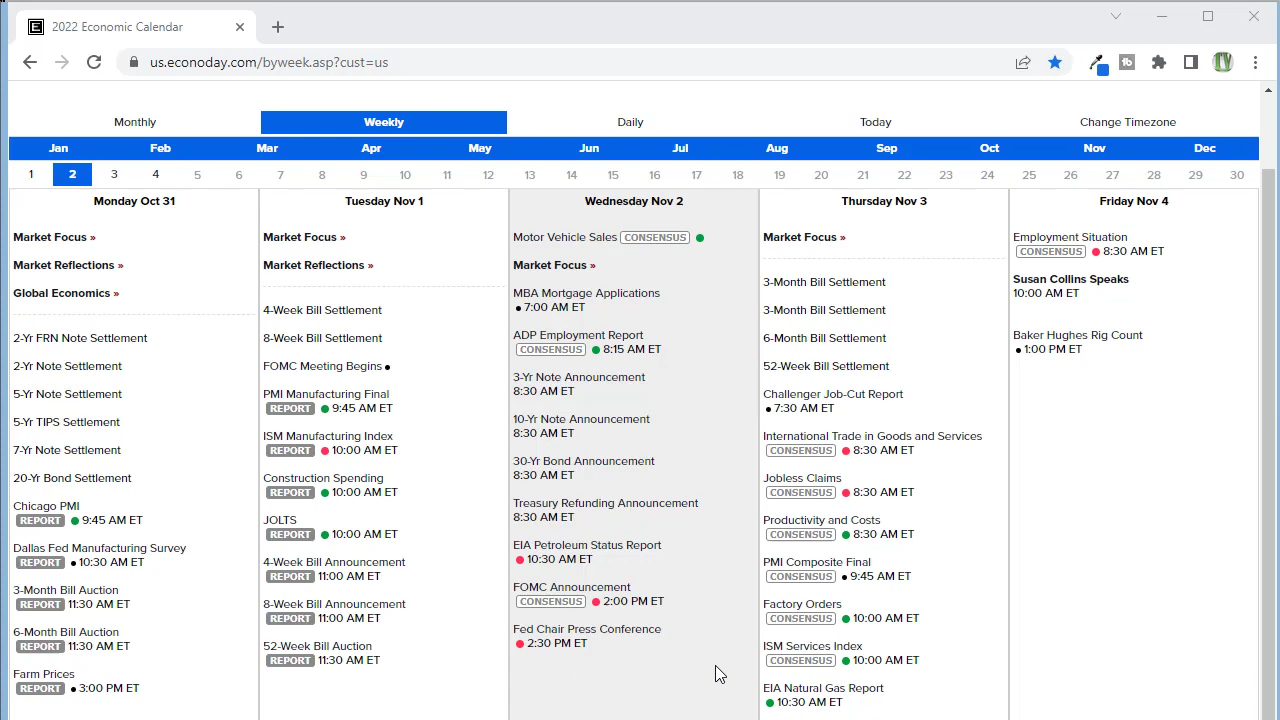 2022 Economic Calendar
us.econoday.com/byweek.asp?cust=us
Monthly Weekly Daily Today Change Timezone
Jan Feb Mar Apr May Jun Jul Aug Sep Oct Nov Dec
1 2 3 4 5 6 7 8 9 10 11 12 13 14 15 16 17 18 19 20 21 22 23 24 25 26 27 28 29 30
Monday Oct 31
Market Focus »
Market Reflections »
Global Economics »
2-Yr FRN Note Settlement
2-Yr Note Settlement
5-Yr Note Settlement
5-Yr TIPS Settlement
7-Yr Note Settlement
20-Yr Bond Settlement
Chicago PMI
REPORT 9:45 AM ET
Dallas Fed Manufacturing Survey
REPORT 10:30 AM ET
3-Month Bill Auction
REPORT 11:30 AM ET
6-Month Bill Auction
REPORT 11:30 AM ET
Farm Prices
REPORT 3:00 PM ET
Tuesday Nov 1
Market Focus »
Market Reflections »
4-Week Bill Settlement
8-Week Bill Settlement
FOMC Meeting Begins
PMI Manufacturing Final
REPORT 9:45 AM ET
ISM Manufacturing Index
REPORT 10:00 AM ET
Construction Spending
REPORT 10:00 AM ET
JOLTS
REPORT 10:00 AM ET
4-Week Bill Announcement
REPORT 11:00 AM ET
8-Week Bill Announcement
REPORT 11:00 AM ET
52-Week Bill Auction
REPORT 11:30 AM ET
Wednesday Nov 2
Motor Vehicle Sales CONSENSUS
Market Focus »
MBA Mortgage Applications
7:00 AM ET
ADP Employment Report
CONSENSUS 8:15 AM ET
3-Yr Note Announcement
8:30 AM ET
10-Yr Note Announcement
8:30 AM ET
30-Yr Bond Announcement
8:30 AM ET
Treasury Refunding Announcement
8:30 AM ET
EIA Petroleum Status Report
10:30 AM ET
FOMC Announcement
CONSENSUS 2:00 PM ET
Fed Chair Press Conference
2:30 PM ET
Thursday Nov 3
Market Focus »
3-Month Bill Settlement
3-Month Bill Settlement
6-Month Bill Settlement
52-Week Bill Settlement
Challenger Job-Cut Report
7:30 AM ET
International Trade in Goods and Services
CONSENSUS 8:30 AM ET
Jobless Claims
CONSENSUS 8:30 AM ET
Productivity and Costs
CONSENSUS 8:30 AM ET
PMI Composite Final
CONSENSUS 9:45 AM ET
Factory Orders
CONSENSUS 10:00 AM ET
ISM Services Index
CONSENSUS 10:00 AM ET
EIA Natural Gas Report
10:30 AM ET
Friday Nov 4
Employment Situation
CONSENSUS 8:30 AM ET
Susan Collins Speaks
10:00 AM ET
Baker Hughes Rig Count
1:00 PM ET